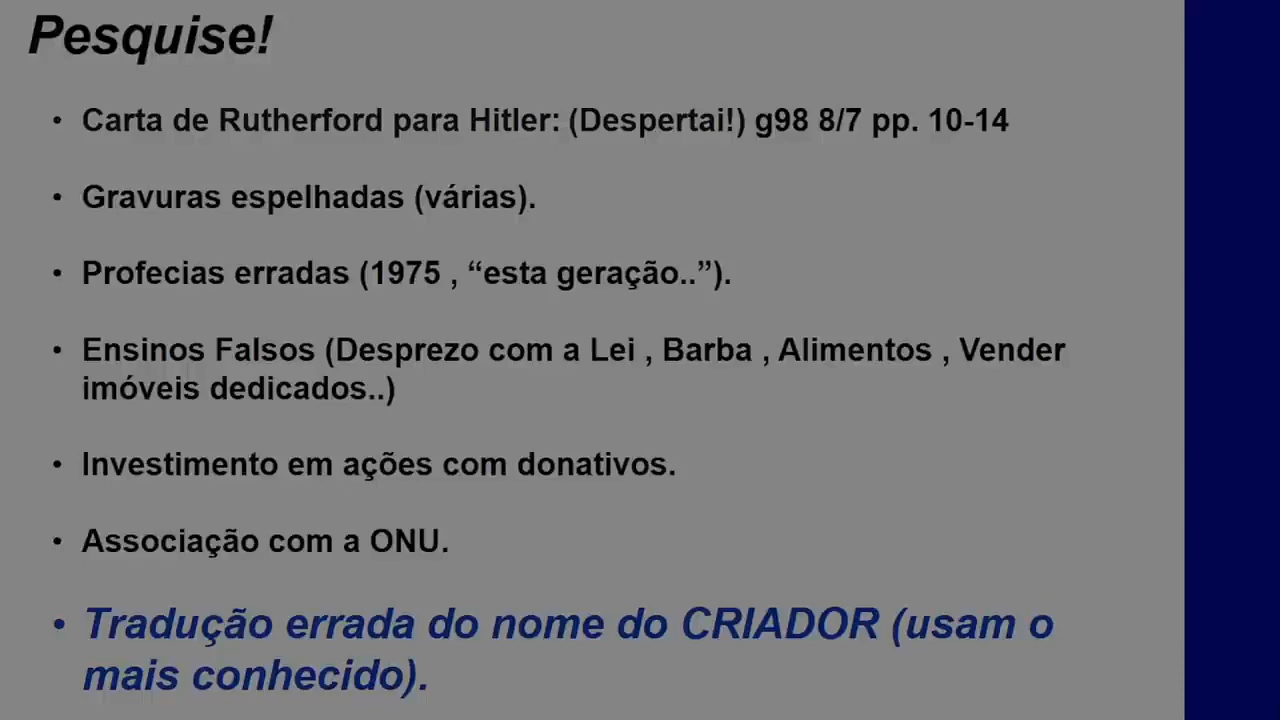 Pesquise!
• Carta de Rutherford para Hitler: (Despertai!) g98 8/7 pp. 10-14
• Gravuras espelhadas (várias).
• Profecias erradas (1975 , “esta geração..”).
• Ensinos Falsos (Desprezo com a Lei , Barba , Alimentos , Vender
imóveis dedicados..)
• Investimento em ações com donativos.
• Associação com a ONU.
• Tradução errada do nome do CRIADOR (usam o
mais conhecido).